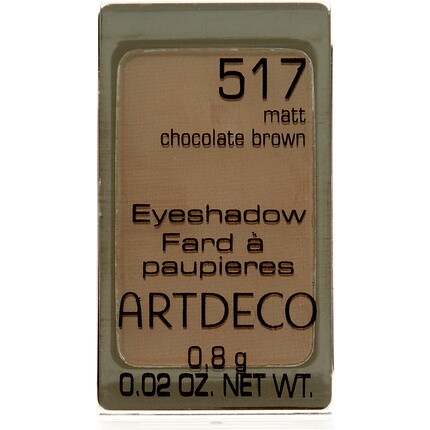 517
matt
chocolate brown
Eyeshadow
Fard à
paupieres
ARTDECO
0,8 g
0.02 OZ. NET WT.